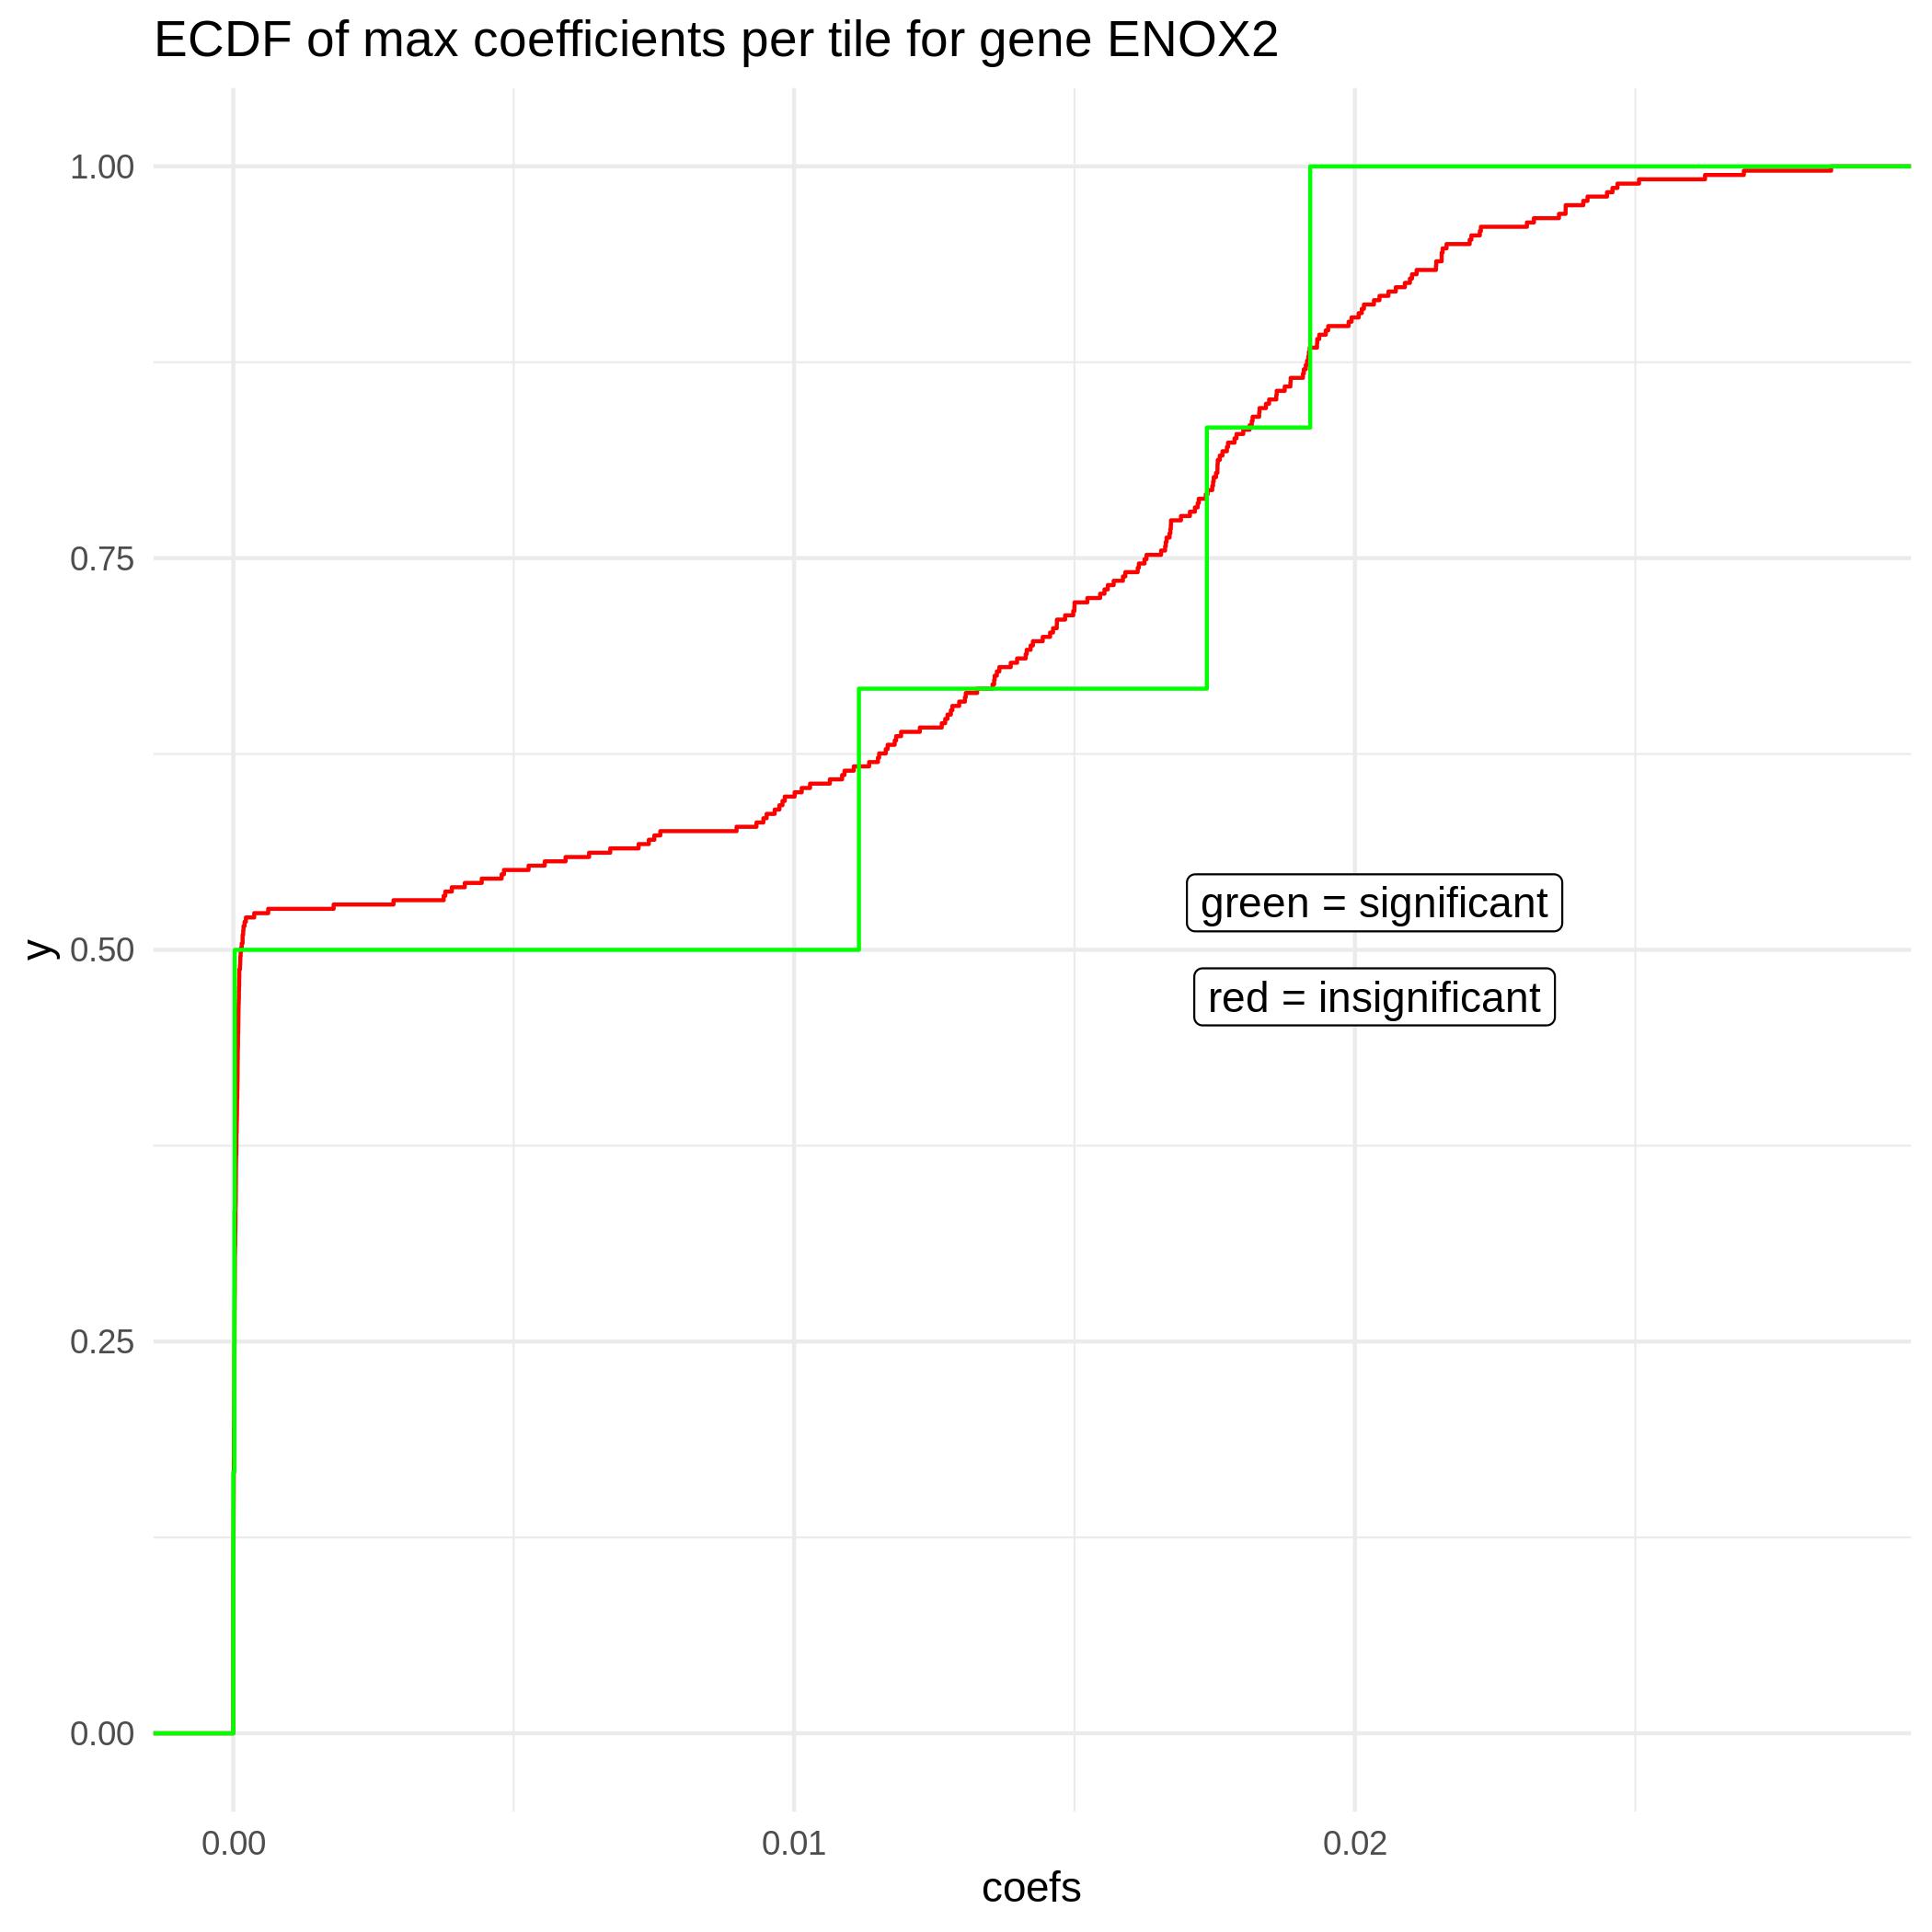 ECDF of max coefficients per tile for gene ENOX2
1.00
0.75
0.50
0.25
0.00
y
green = significant
red = insignificant
0.00
0.01
0.02
coefs